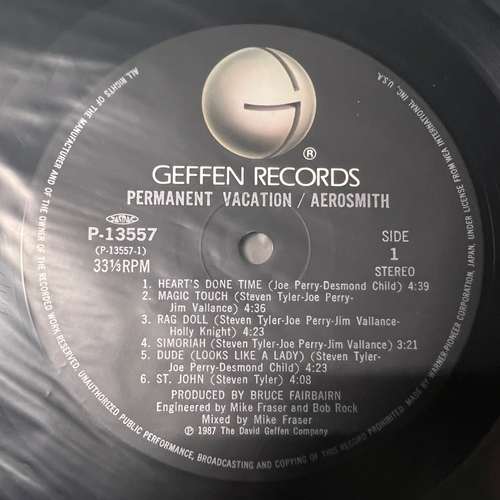 G
®
GEFFEN RECORDS
PERMANENT VACATION / AEROSMITH
JASRAC
P-13557
(P-13557-1)
33⅓RPM
SIDE
1
STEREO
1. HEART'S DONE TIME (Joe Perry-Desmond Child) 4:39
2. MAGIC TOUCH (Steven Tyler-Joe Perry-
Jim Vallance) 4:36
3. RAG DOLL (Steven Tyler-Joe Perry-Jim Vallance-
Holly Knight) 4:23
4. SIMORIAH (Steven Tyler-Joe Perry-Jim Vallance) 3:21
5. DUDE (LOOKS LIKE A LADY) (Steven Tyler-
Joe Perry-Desmond Child) 4:23
6. ST. JOHN (Steven Tyler) 4:08
PRODUCED BY BRUCE FAIRBAIRN
Engineered by Mike Fraser and Bob Rock
Mixed by Mike Fraser
℗ 1987 The David Geffen Company
ALL RIGHTS OF THE MANUFACTURER AND OF THE OWNER OF THE RECORDED WORK RESERVED. UNAUTHORIZED PUBLIC PERFORMANCE, BROADCASTING AND COPYING OF THIS RECORD PROHIBITED. MADE BY WARNER-PIONEER CORPORATION, JAPAN, UNDER LICENSE FROM WEA INTERNATIONAL INC., U.S.A.